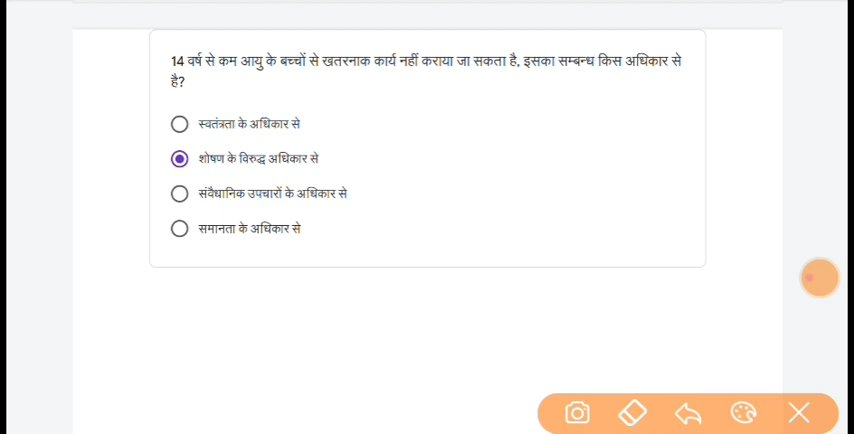 14 वर्ष से कम आयु के बच्चों से खतरनाक कार्य नहीं कराया जा सकता है, इसका सम्बन्ध किस अधिकार से
है?
स्वतंत्रता के अधिकार से
शोषण के विरुद्ध अधिकार से
संवैधानिक उपचारों के अधिकार से
समानता के अधिकार से